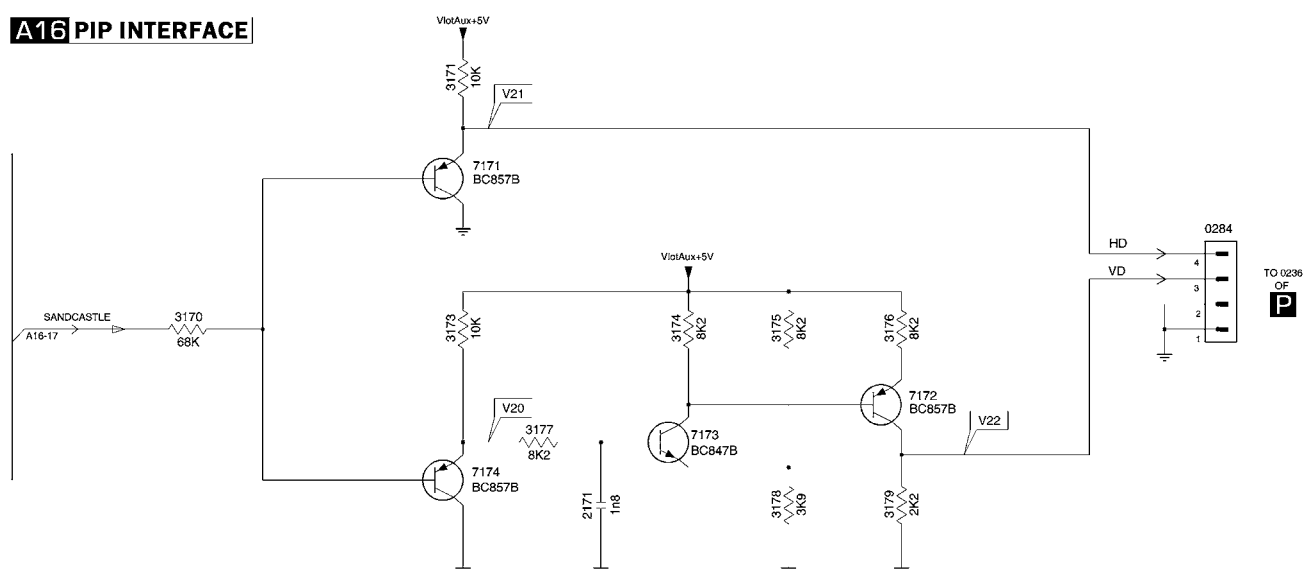 A16 PIP INTERFACE
VlotAux+5V
3171
10K
V21
7171
BC857B
0284
HD
4
VD
3
2
1
TO 0236
OF
P
VlotAux+5V
SANDCASTLE
A16-17
3170
68K
3173
10K
3174
8K2
3175
8K2
3176
8K2
7172
BC857B
V20
3177
8K2
7173
BC847B
V22
7174
BC857B
2171
1n8
3178
3K9
3179
2K2